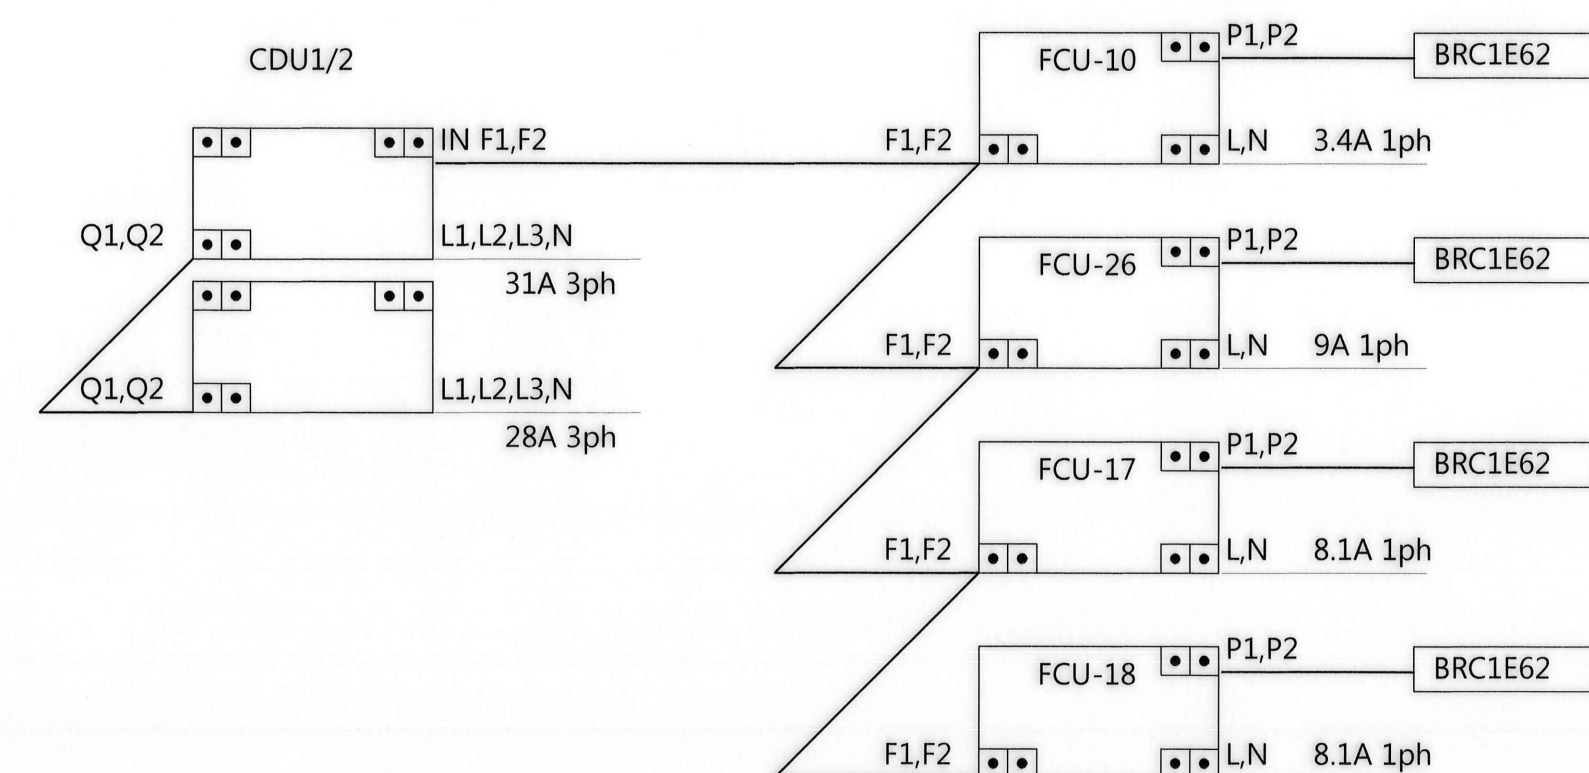 CDU1/2
IN F1,F2
Q1,Q2
L1,L2,L3,N
31A 3ph
Q1,Q2
L1,L2,L3,N
28A 3ph
FCU-10
P1,P2
BRC1E62
F1,F2
L,N 3.4A 1ph
FCU-26
P1,P2
BRC1E62
F1,F2
L,N 9A 1ph
FCU-17
P1,P2
BRC1E62
F1,F2
L,N 8.1A 1ph
FCU-18
P1,P2
BRC1E62
F1,F2
L,N 8.1A 1ph